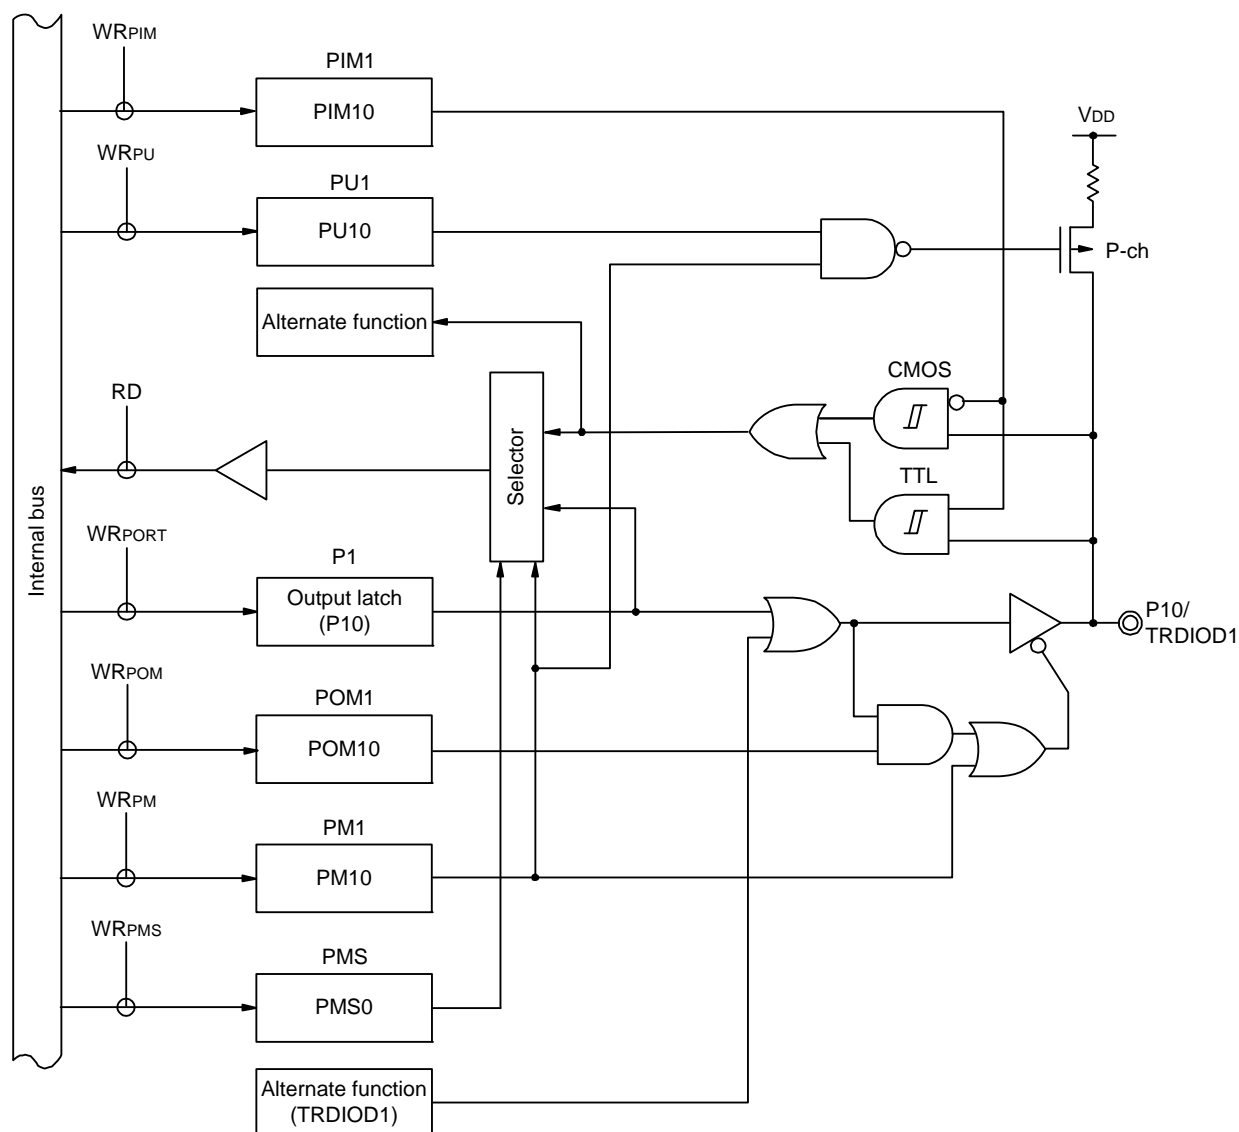 WRPIM
PIM1
PIM10
VDD
WRPU
PU1
PU10
P-ch
Alternate function
CMOS
RD
Selector
TTL
Internal bus
WRPORT
P1
Output latch
(P10)
P10/
TRDIOD1
WRPOM
POM1
POM10
WRPM
PM1
PM10
WRPMS
PMS
PMS0
Alternate function
(TRDIOD1)